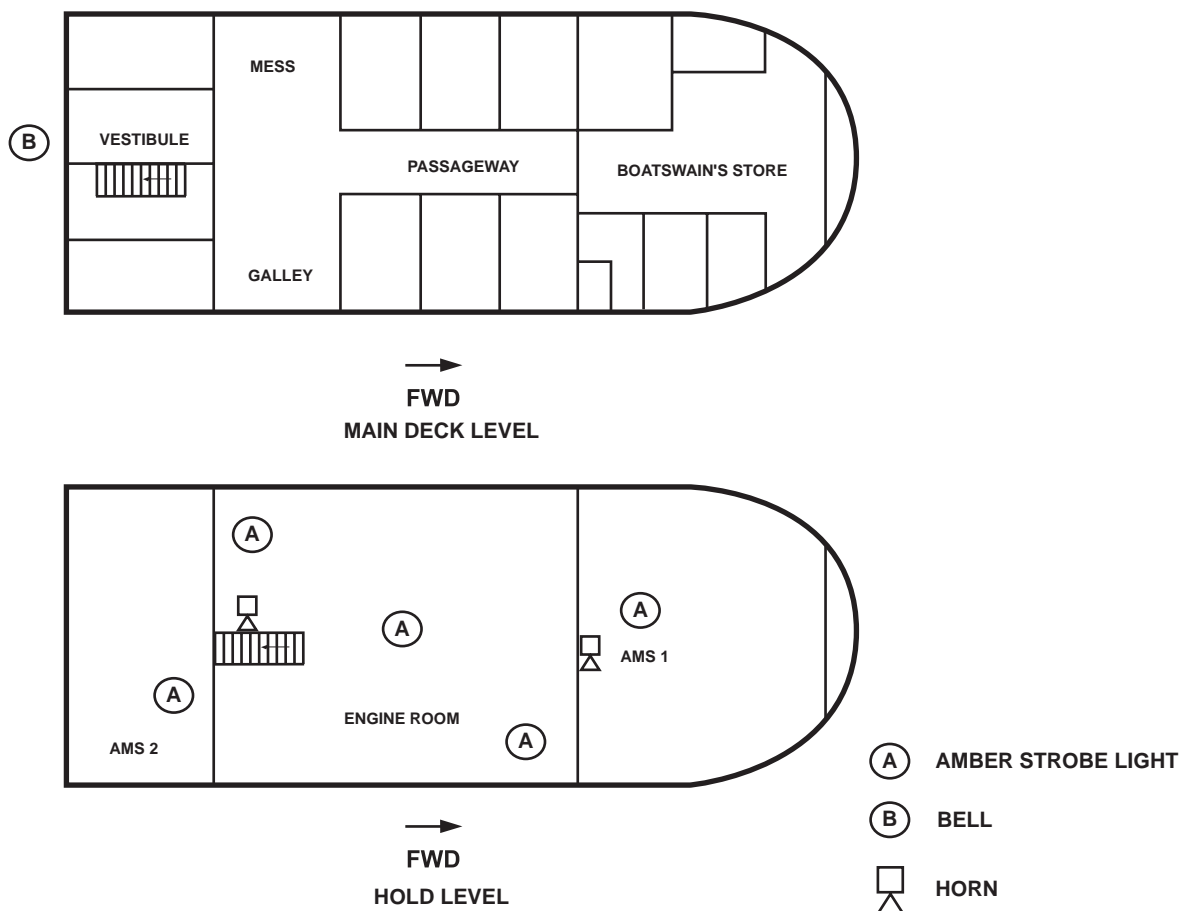 MESS
B
VESTIBULE
PASSAGEWAY
BOATSWAIN'S STORE
GALLEY
FWD
MAIN DECK LEVEL
A
A
A
AMS 1
A
ENGINE ROOM
A
AMS 2
FWD
HOLD LEVEL
A AMBER STROBE LIGHT
B BELL
HORN